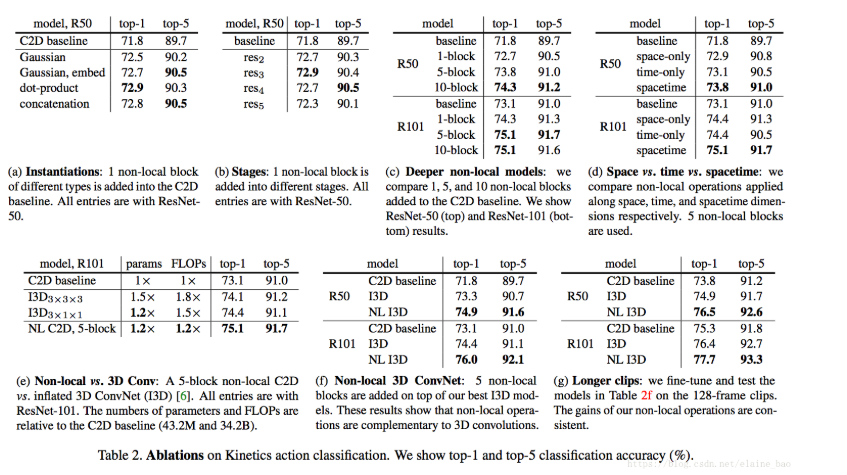 model, R50 top-1 top-5
C2D baseline 71.8 89.7
Gaussian 72.5 90.2
Gaussian, embed 72.7 90.5
dot-product 72.9 90.3
concatenation 72.8 90.5
(a) Instantiations: 1 non-local block
of different types is added into the C2D
baseline. All entries are with ResNet-
50.
model, R50 top-1 top-5
baseline 71.8 89.7
res2 72.7 90.3
res3 72.9 90.4
res4 72.7 90.5
res5 72.3 90.1
(b) Stages: 1 non-local block is
added into different stages. All
entries are with ResNet-50.
model top-1 top-5
baseline 71.8 89.7
R50 1-block 72.7 90.5
5-block 73.8 91.0
10-block 74.3 91.2
baseline 73.1 91.0
R101 1-block 74.3 91.3
5-block 75.1 91.7
10-block 75.1 91.6
(c) Deeper non-local models: we
compare 1, 5, and 10 non-local blocks
added to the C2D baseline. We show
ResNet-50 (top) and ResNet-101 (bot-
tom) results.
model top-1 top-5
baseline 71.8 89.7
R50 space-only 72.9 90.8
time-only 73.1 90.5
spacetime 73.8 91.0
baseline 73.1 91.0
R101 space-only 74.4 91.3
time-only 74.4 90.5
spacetime 75.1 91.7
(d) Space vs. time vs. spacetime: we
compare non-local operations applied
along space, time, and spacetime dimen-
sions respectively. 5 non-local blocks
are used.
model, R101 params FLOPs top-1 top-5
C2D baseline 1× 1× 73.1 91.0
I3D3×3×3 1.5× 1.8× 74.1 91.2
I3D3×1×1 1.2× 1.5× 74.4 91.1
NL C2D, 5-block 1.2× 1.2× 75.1 91.7
(e) Non-local vs. 3D Conv: A 5-block non-local C2D
vs. inflated 3D ConvNet (I3D) [6]. All entries are with
ResNet-101. The numbers of parameters and FLOPs are
relative to the C2D baseline (43.2M and 34.2B).
model top-1 top-5
C2D baseline 71.8 89.7
R50 I3D 73.3 90.7
NL I3D 74.9 91.6
C2D baseline 73.1 91.0
R101 I3D 74.4 91.1
NL I3D 76.0 92.1
(f) Non-local 3D ConvNet: 5 non-local
blocks are added on top of our best I3D mod-
els. These results show that non-local opera-
tions are complementary to 3D convolutions.
model top-1 top-5
C2D baseline 73.8 91.2
R50 I3D 74.9 91.7
NL I3D 76.5 92.6
C2D baseline 75.3 91.8
R101 I3D 76.4 92.7
NL I3D 77.7 93.3
(g) Longer clips: we fine-tune and test the
models in Table 2f on the 128-frame clips.
The gains of our non-local operations are con-
sistent.
Table 2. Ablations on Kinetics action classification. We show top-1 and top-5 classification accuracy (%).